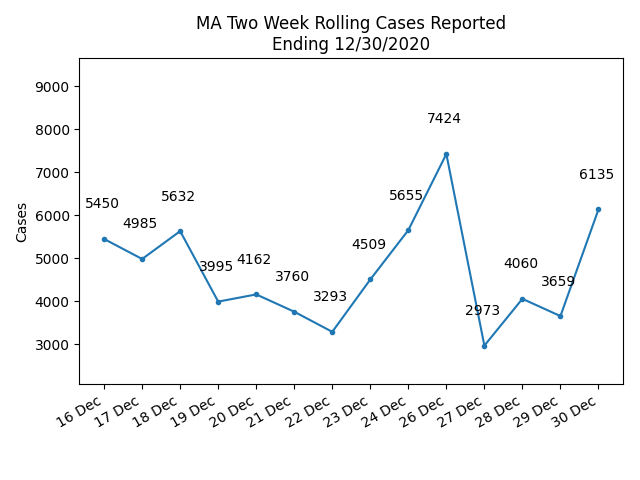 MA Two Week Rolling Cases Reported
Ending 12/30/2020
Cases
9000
8000
7000
6000
5000
4000
3000
5450
4985
5632
3995
4162
3760
3293
4509
5655
7424
2973
4060
3659
6135
16 Dec
17 Dec
18 Dec
19 Dec
20 Dec
21 Dec
22 Dec
23 Dec
24 Dec
26 Dec
27 Dec
28 Dec
29 Dec
30 Dec